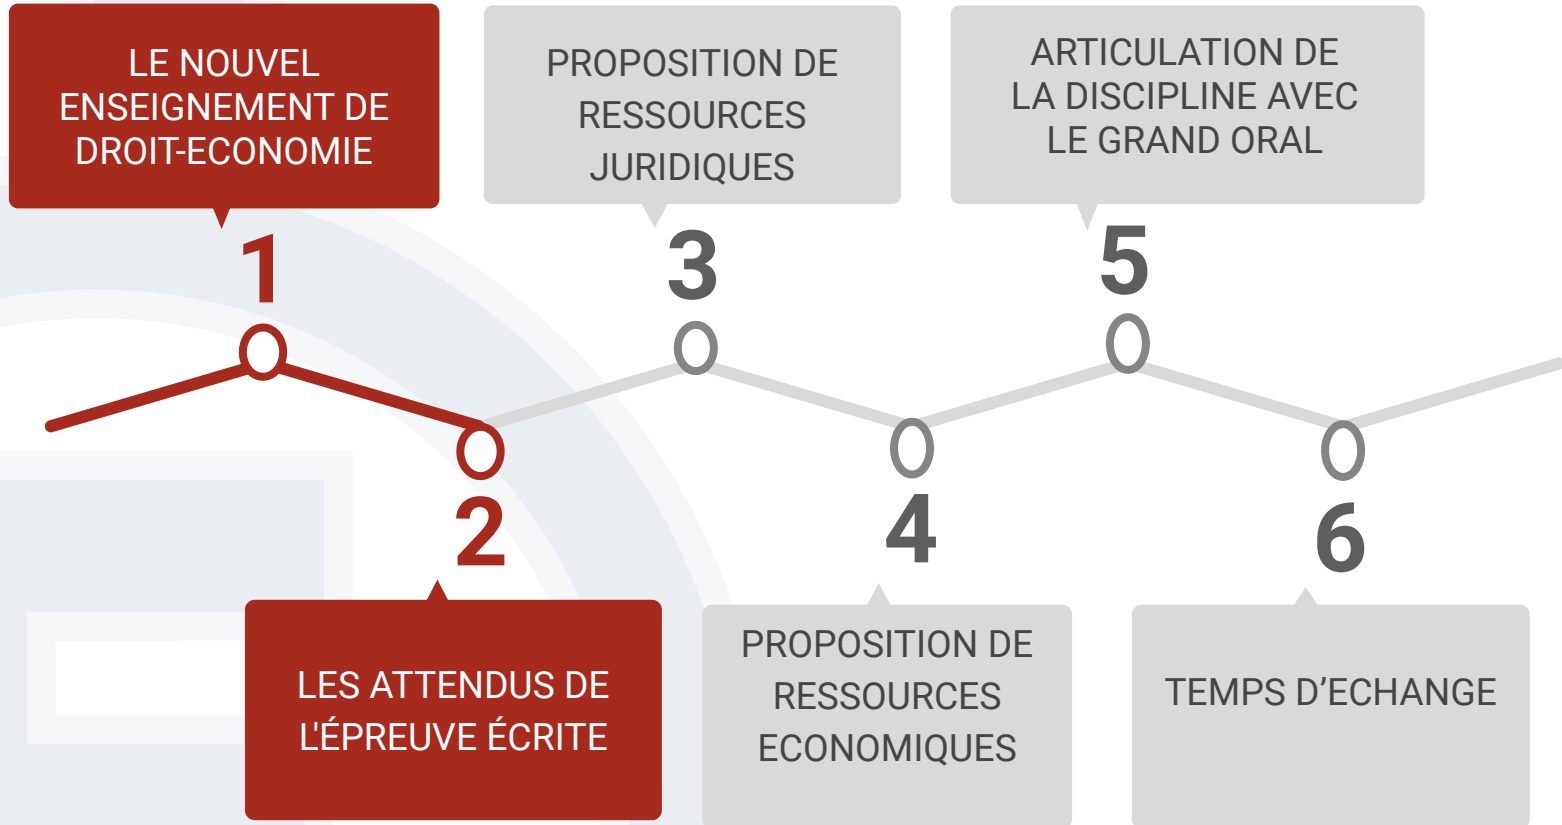 LE NOUVEL
ENSEIGNEMENT DE
DROIT-ECONOMIE
1
2
LES ATTENDUS DE
L'ÉPREUVE ÉCRITE
PROPOSITION DE
RESSOURCES
JURIDIQUES
3
4
PROPOSITION DE
RESSOURCES
ECONOMIQUES
ARTICULATION DE
LA DISCIPLINE AVEC
LE GRAND ORAL
5
6
TEMPS D’ECHANGE